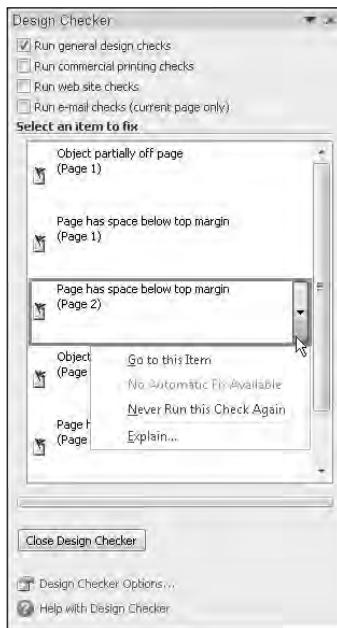 Design Checker
Run general design checks
Run commercial printing checks
Run web site checks
Run e-mail checks (current page only)
Select an item to fix
Object partially off page
(Page 1)
Page has space below top margin
(Page 1)
Page has space below top margin
(Page 2)
Object
(Page
Go to this Item
No Automatic Fix Available
Never Run this Check Again
Page
(Page
Explain...
Close Design Checker
Design Checker Options...
Help with Design Checker